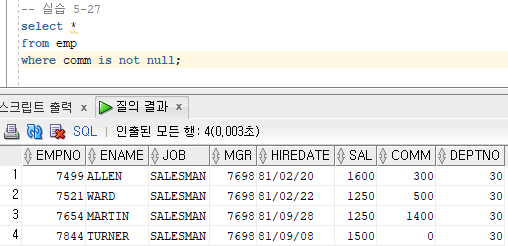 -- 실습 5-27
select *
from emp
where comm is not null;
스크립트 출력 x 질의 결과 x
SQL | 인출된 모든 행: 4(0,003초)
EMPNO ENAME JOB MGR HIREDATE SAL COMM DEPTNO
1 7499 ALLEN SALESMAN 7698 81/02/20 1600 300 30
2 7521 WARD SALESMAN 7698 81/02/22 1250 500 30
3 7654 MARTIN SALESMAN 7698 81/09/28 1250 1400 30
4 7844 TURNER SALESMAN 7698 81/09/08 1500 0 30